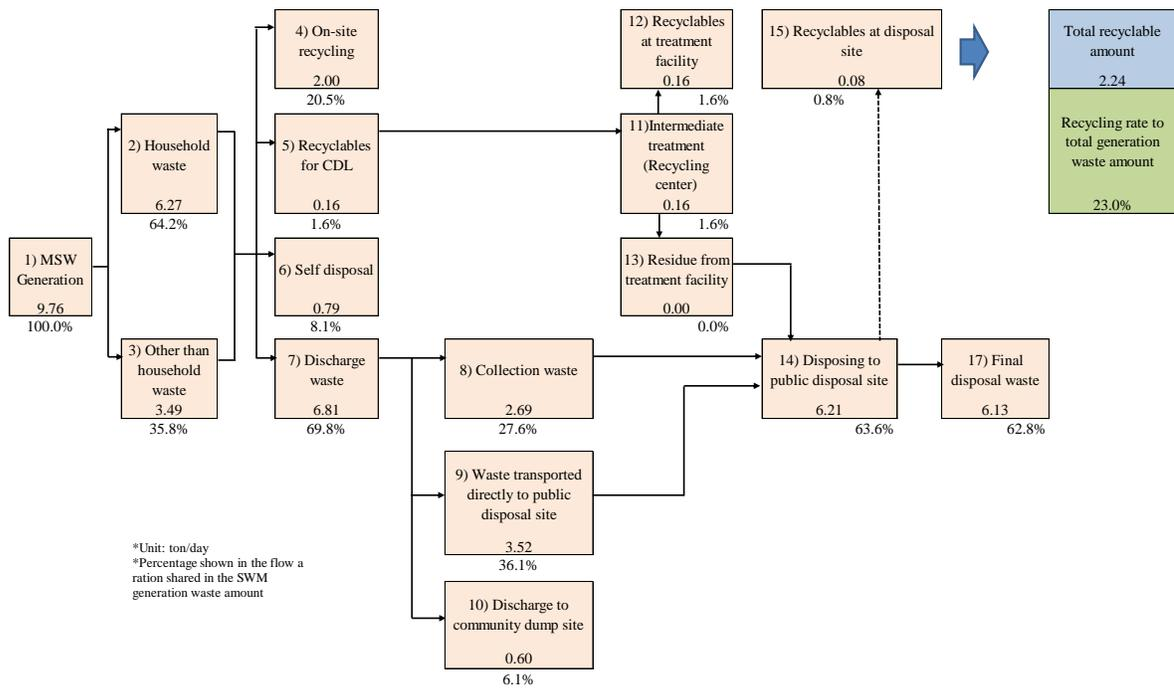 1) MSW
Generation
9.76
100.0%
2) Household
waste
6.27
64.2%
3) Other than
household
waste
3.49
35.8%
4) On-site
recycling
2.00
20.5%
5) Recyclables
for CDL
0.16
1.6%
6) Self disposal
0.79
8.1%
7) Discharge
waste
6.81
69.8%
8) Collection waste
2.69
27.6%
9) Waste transported
directly to public
disposal site
3.52
36.1%
10) Discharge to
community dump site
0.60
6.1%
12) Recyclables
at treatment
facility
0.16
1.6%
11)Intermediate
treatment
(Recycling
center)
0.16
1.6%
13) Residue from
treatment facility
0.00
0.0%
15) Recyclables at disposal
site
0.08
0.8%
14) Disposing to
public disposal site
6.21
63.6%
17) Final
disposal waste
6.13
62.8%
Total recyclable
amount
2.24
Recycling rate to
total generation
waste amount
23.0%
*Unit: ton/day
*Percentage shown in the flow a
ration shared in the SWM
generation waste amount